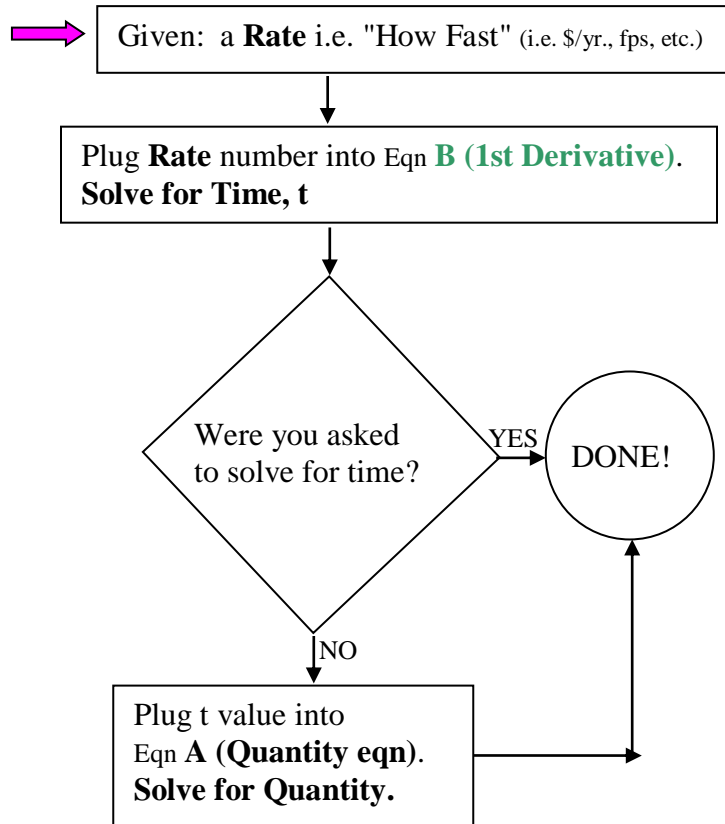 Given:  a Rate i.e. "How Fast" (i.e. $/yr., fps, etc.)
Plug Rate number into Eqn B (1st Derivative).
Solve for Time, t
Were you asked
to solve for time?
YES
DONE!
NO
Plug t value into
Eqn A (Quantity eqn).
Solve for Quantity.